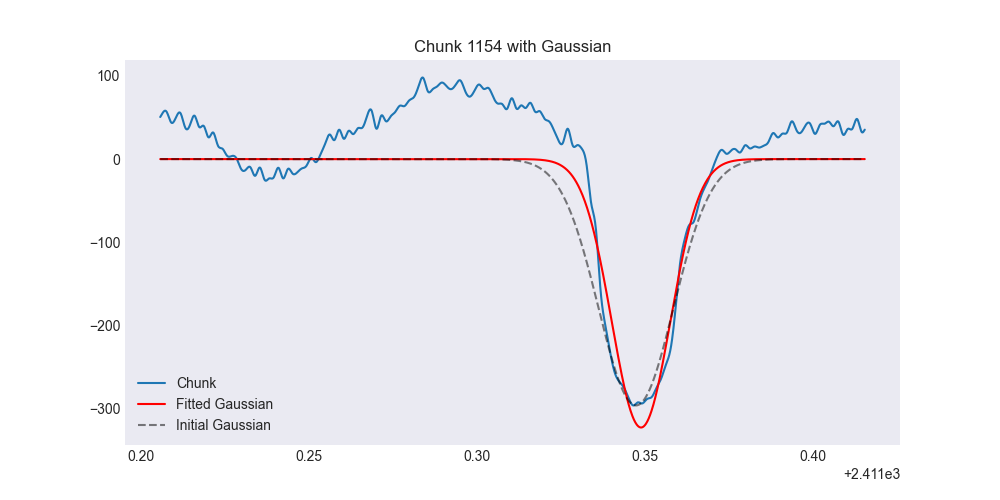 Chunk 1154 with Gaussian
100
0
−100
−200
−300
Chunk
Fitted Gaussian
Initial Gaussian
0.20 0.25 0.30 0.35 0.40
+2.411e3